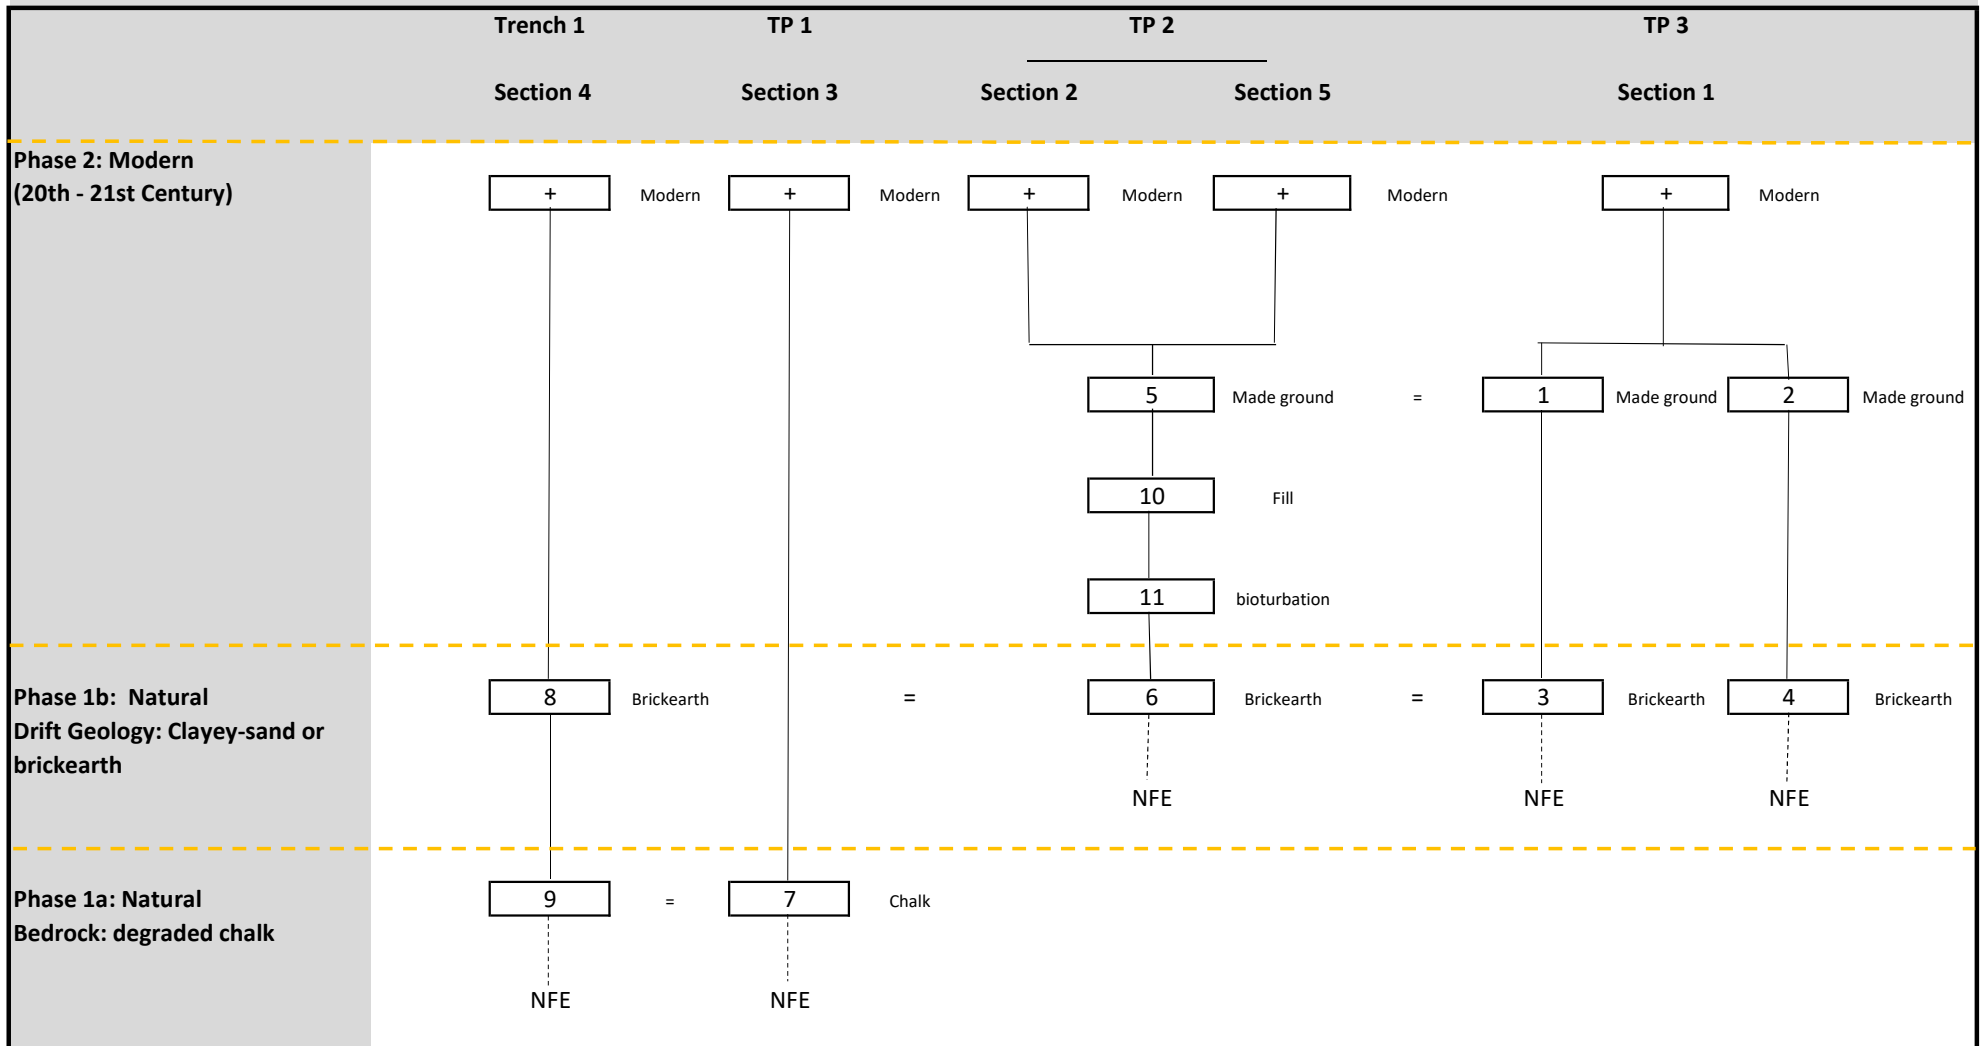 Trench 1 TP 1 TP 2 TP 3
Section 4 Section 3 Section 2 Section 5 Section 1
Phase 2: Modern
(20th - 21st Century)
+ Modern + Modern + Modern + Modern + Modern
5 Made ground = 1 Made ground 2 Made ground
10 Fill
11 bioturbation
Phase 1b:  Natural
Drift Geology: Clayey-sand or
brickearth
8 Brickearth = 6 Brickearth = 3 Brickearth 4 Brickearth
NFE NFE NFE
Phase 1a: Natural
Bedrock: degraded chalk
9 = 7 Chalk
NFE NFE